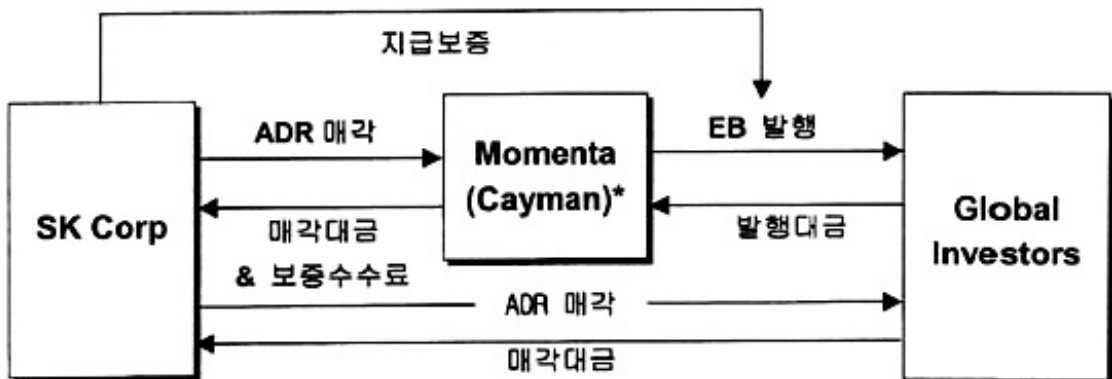 지급보증
ADR 매각
EB 발행
Momenta
(Cayman)*
SK Corp
Global
Investors
매각대금
& 보증수수료
발행대금
ADR 매각
매각대금